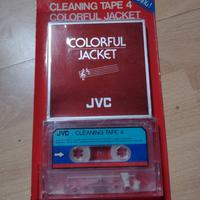 CLEANING TAPE 4
COLORFUL JACKET
COLORFUL
JACKET
JVC
JVC CLEANING TAPE 4